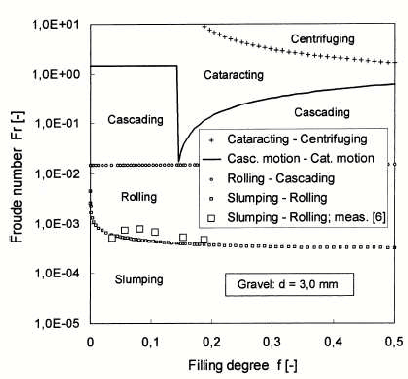 1,0E+01
1,0E+00
1,0E-01
1,0E-02
1,0E-03
1,0E-04
1,0E-05
Froude number Fr [-]
Centrifuging
Cataracting
Cascading
Cascading
Rolling
Slumping
Cataracting - Centrifuging
Casc. motion - Cat. motion
Rolling - Cascading
Slumping - Rolling
Slumping - Rolling; meas. [6]
Gravel: d = 3,0 mm
0 0,1 0,2 0,3 0,4 0,5
Filling degree f [-]